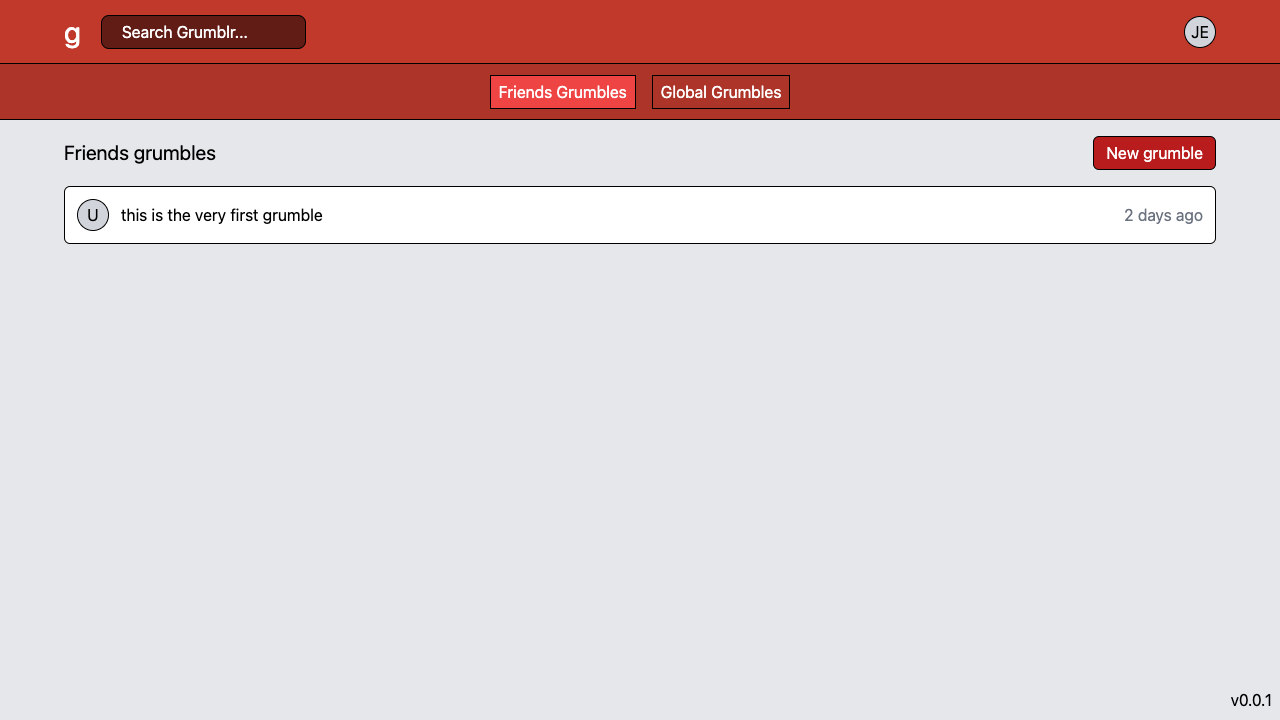 g
Search Grumblr...
JE
Friends Grumbles
Global Grumbles
Friends grumbles
New grumble
U
this is the very first grumble
2 days ago
v0.0.1